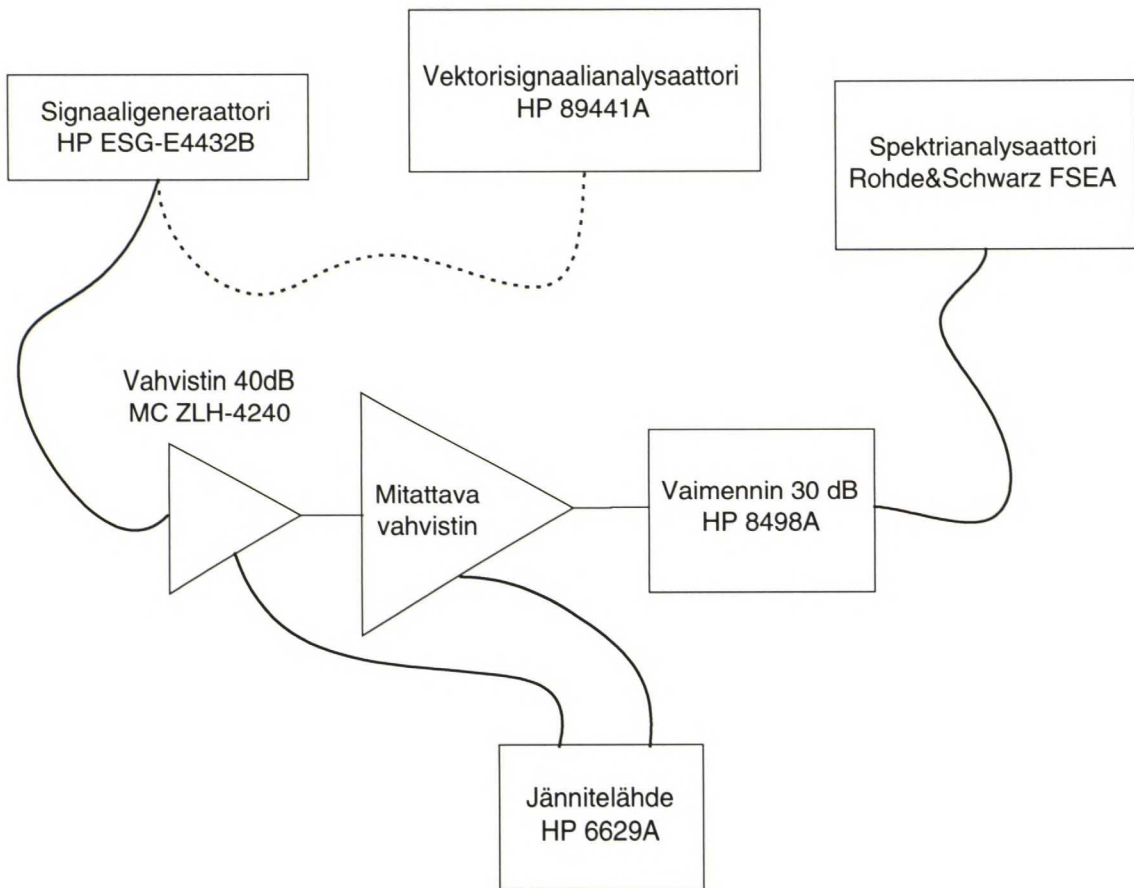 Signaaligeneraattori
HP ESG-E4432B
Vektorisignaalianalysaattori
HP 89441A
Spektrianalysaattori
Rohde&Schwarz FSEA
Vahvistin 40dB
MC ZLH-4240
Mitattava
vahvistin
Vaimennin 30 dB
HP 8498A
Jännitelähde
HP 6629A